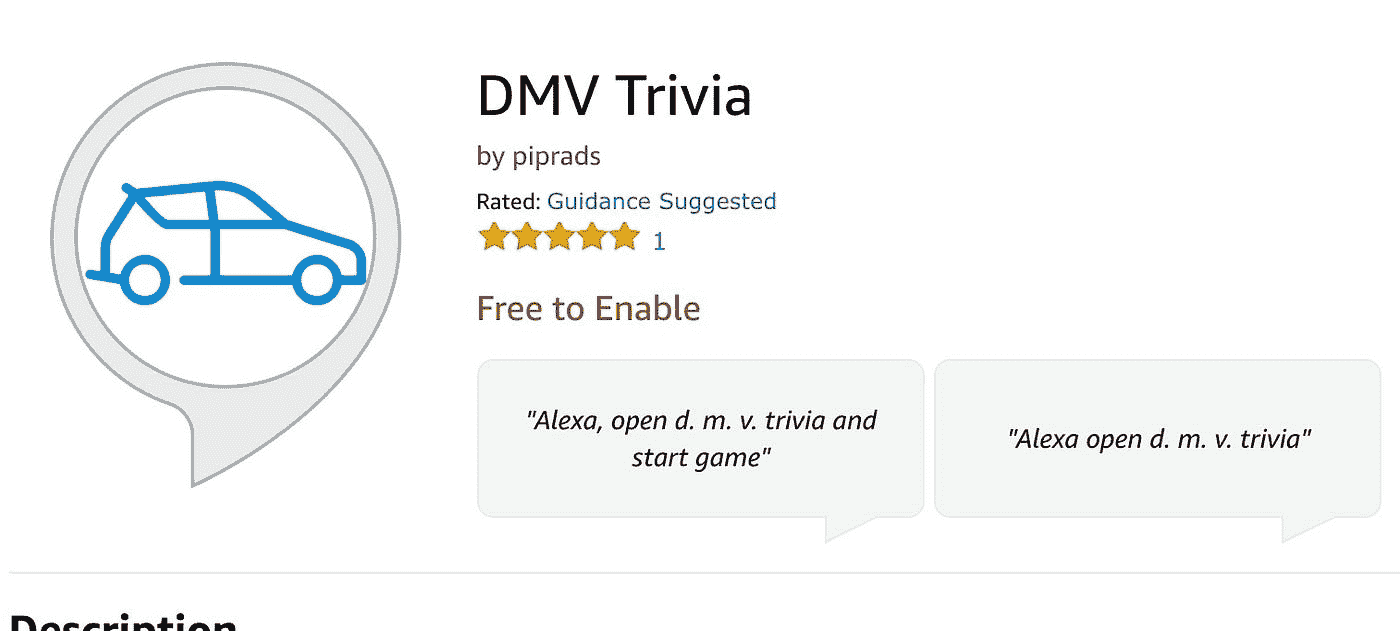 DMV Trivia
by piprads
Rated: Guidance Suggested
1
Free to Enable
"Alexa, open d. m. v. trivia and
start game"
"Alexa open d. m. v. trivia"
Description